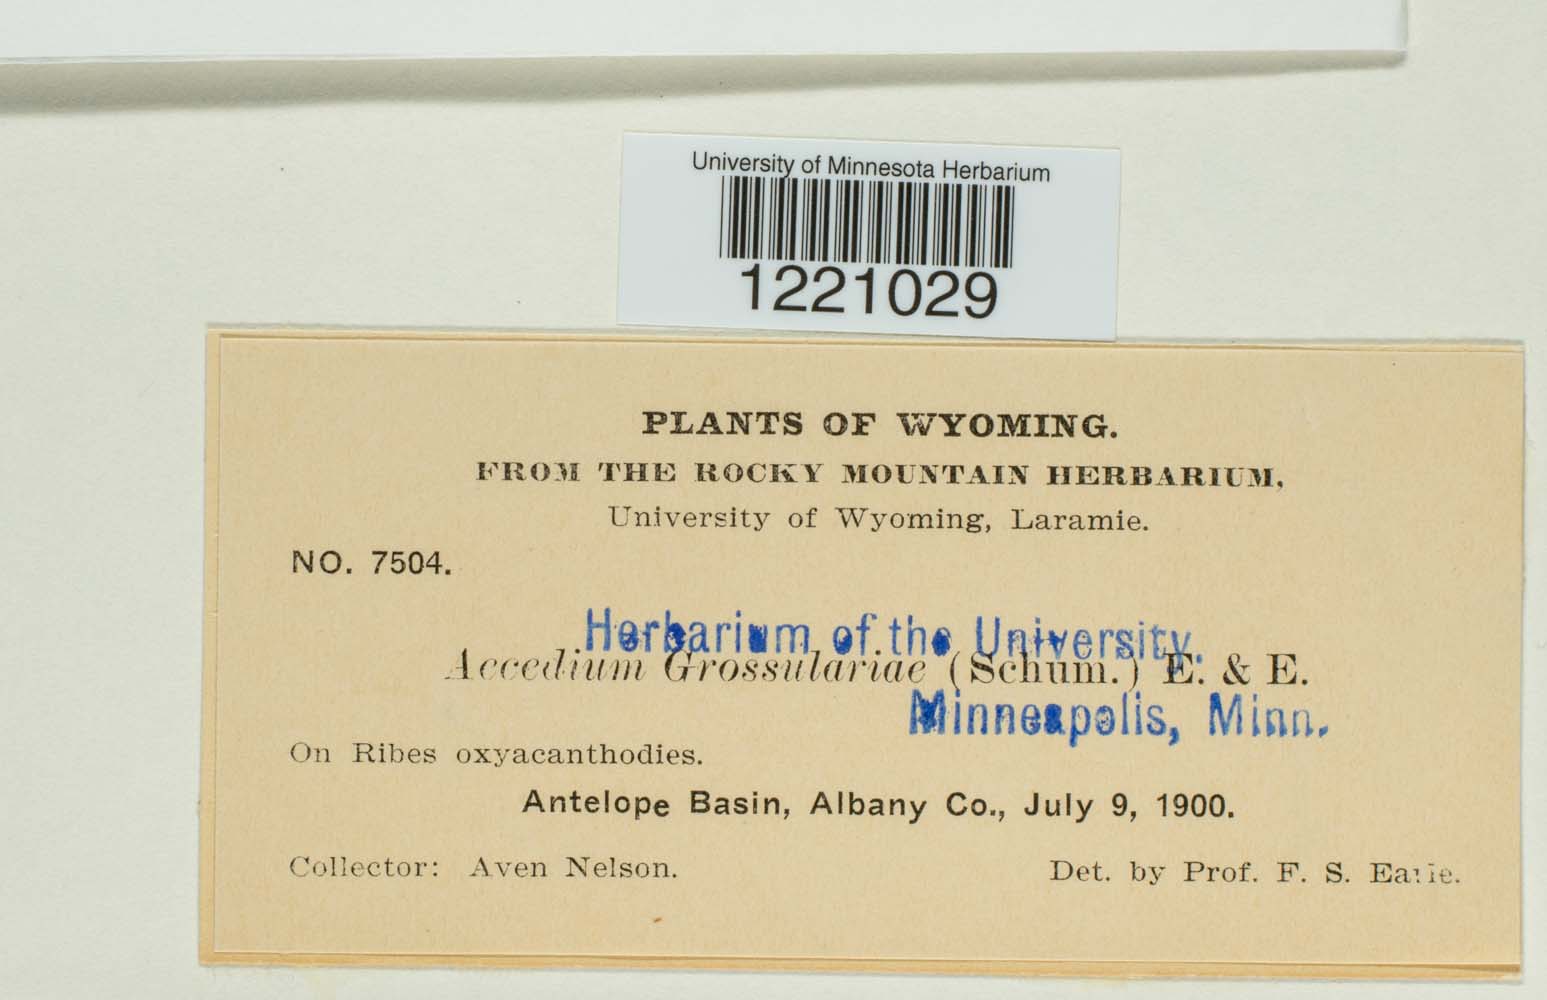 University of Minnesota Herbarium
1221029
PLANTS OF WYOMING.
FROM THE ROCKY MOUNTAIN HERBARIUM,
University of Wyoming, Laramie.
NO. 7504.
Herbarium of the University.
Aecedium Grossulariae (Schum.) E. & E.
Minneapolis, Minn.
On Ribes oxyacanthodies.
Antelope Basin, Albany Co., July 9, 1900.
Collector: Aven Nelson.
Det. by Prof. F. S. Earle.